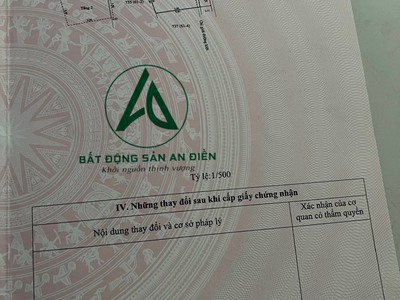 Tầng 2
BẤT ĐỘNG SẢN AN ĐIỀN
Khởi nguồn thịnh vượng
Tỷ lệ:1/500
IV. Những thay đổi sau khi cấp giấy chứng nhận
Nội dung thay đổi và cơ sở pháp lý
Xác nhận của cơ
quan có thẩm quyền